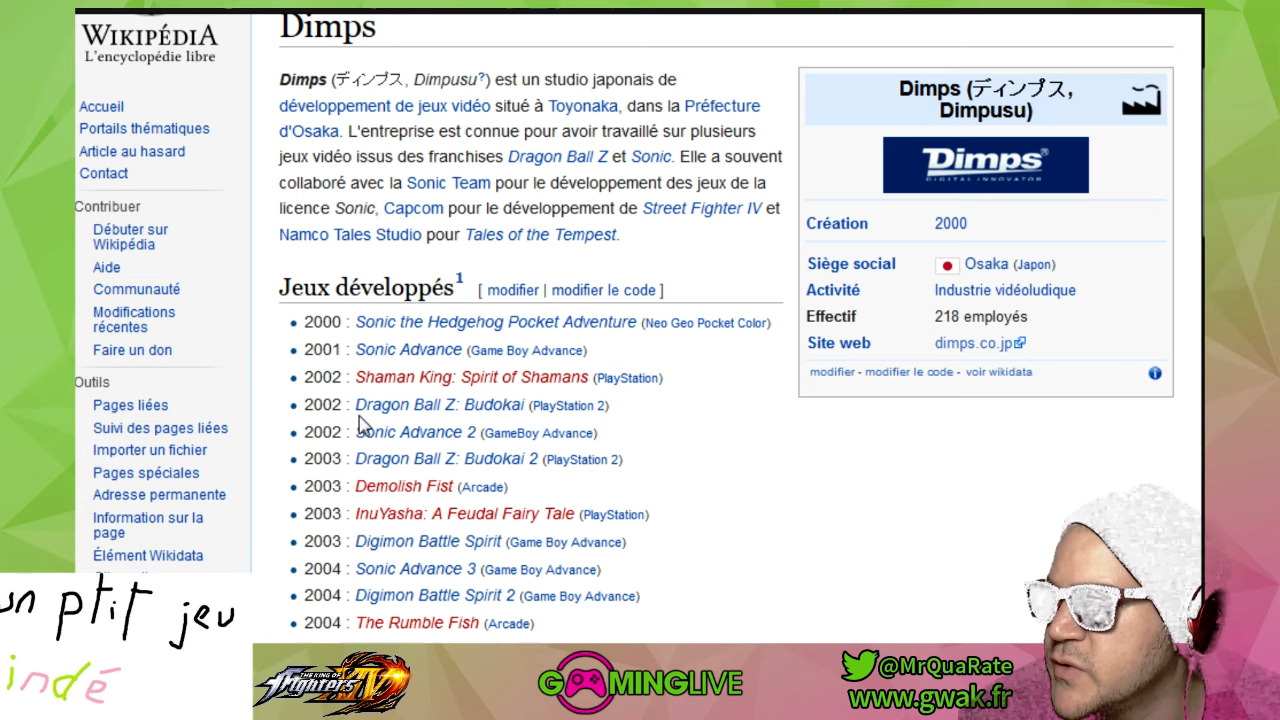 WIKIPÉDIA
L'encyclopédie libre
Accueil
Portails thématiques
Article au hasard
Contact
Contribuer
Débuter sur
Wikipédia
Aide
Communauté
Modifications
récentes
Faire un don
Outils
Pages liées
Suivi des pages liées
Importer un fichier
Pages spéciales
Adresse permanente
Information sur la
page
Élément Wikidata
Dimps
Dimps (ディンプス, Dimpusu?) est un studio japonais de
développement de jeux vidéo situé à Toyonaka, dans la Préfecture
d'Osaka. L'entreprise est connue pour avoir travaillé sur plusieurs
jeux vidéo issus des franchises Dragon Ball Z et Sonic. Elle a souvent
collaboré avec la Sonic Team pour le développement des jeux de la
licence Sonic, Capcom pour le développement de Street Fighter IV et
Namco Tales Studio pour Tales of the Tempest.
Jeux développés1 [ modifier | modifier le code ]
2000 : Sonic the Hedgehog Pocket Adventure (Neo Geo Pocket Color)
2001 : Sonic Advance (Game Boy Advance)
2002 : Shaman King: Spirit of Shamans (PlayStation)
2002 : Dragon Ball Z: Budokai (PlayStation 2)
2002 : Sonic Advance 2 (GameBoy Advance)
2003 : Dragon Ball Z: Budokai 2 (PlayStation 2)
2003 : Demolish Fist (Arcade)
2003 : InuYasha: A Feudal Fairy Tale (PlayStation)
2003 : Digimon Battle Spirit (Game Boy Advance)
2004 : Sonic Advance 3 (Game Boy Advance)
2004 : Digimon Battle Spirit 2 (Game Boy Advance)
2004 : The Rumble Fish (Arcade)
Dimps (ディンプス,
Dimpusu)
Dimps®
DIGITAL INNOVATOR
Création 2000
Siège social Osaka (Japon)
Activité Industrie vidéoludique
Effectif 218 employés
Site web dimps.co.jp
modifier - modifier le code - voir wikidata
un ptit jeu
indé
THE KING OF
Fighters XIV
GAMINGLIVE
@MrQuaRate
www.gwak.fr